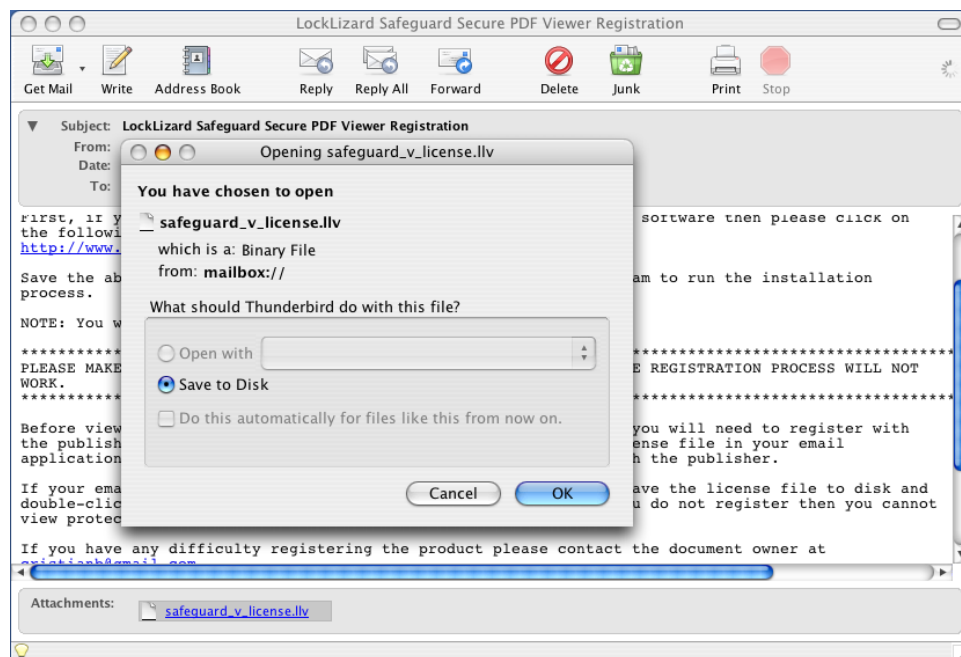 LockLizard Safeguard Secure PDF Viewer Registration
Get Mail Write Address Book Reply Reply All Forward Delete Junk Print Stop
Subject: LockLizard Safeguard Secure PDF Viewer Registration
From:
Date:
To:
Opening safeguard_v_license.llv
You have chosen to open
safeguard_v_license.llv
which is a: Binary File
from: mailbox://
What should Thunderbird do with this file?
Open with
Save to Disk
Do this automatically for files like this from now on.
Cancel OK
First, if y software then please click on
the followi
http://www.
Save the ab am to run the installation
process.
NOTE: You w
PLEASE MAKE E REGISTRATION PROCESS WILL NOT
WORK.
Before view you will need to register with
the publish ense file in your email
application h the publisher.
If your ema ave the license file to disk and
double-clic u do not register then you cannot
view protec
If you have any difficulty registering the product please contact the document owner at
Attachments:
safeguard_v_license.llv